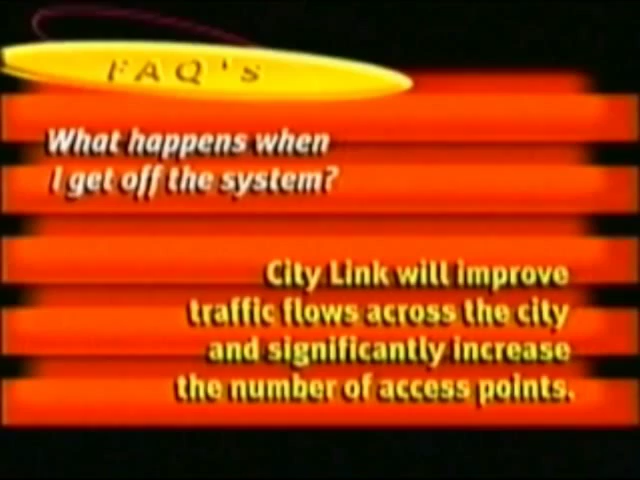 FAQ'S
What happens when
I get off the system?
City Link will improve
traffic flows across the city
and significantly increase
the number of access points.